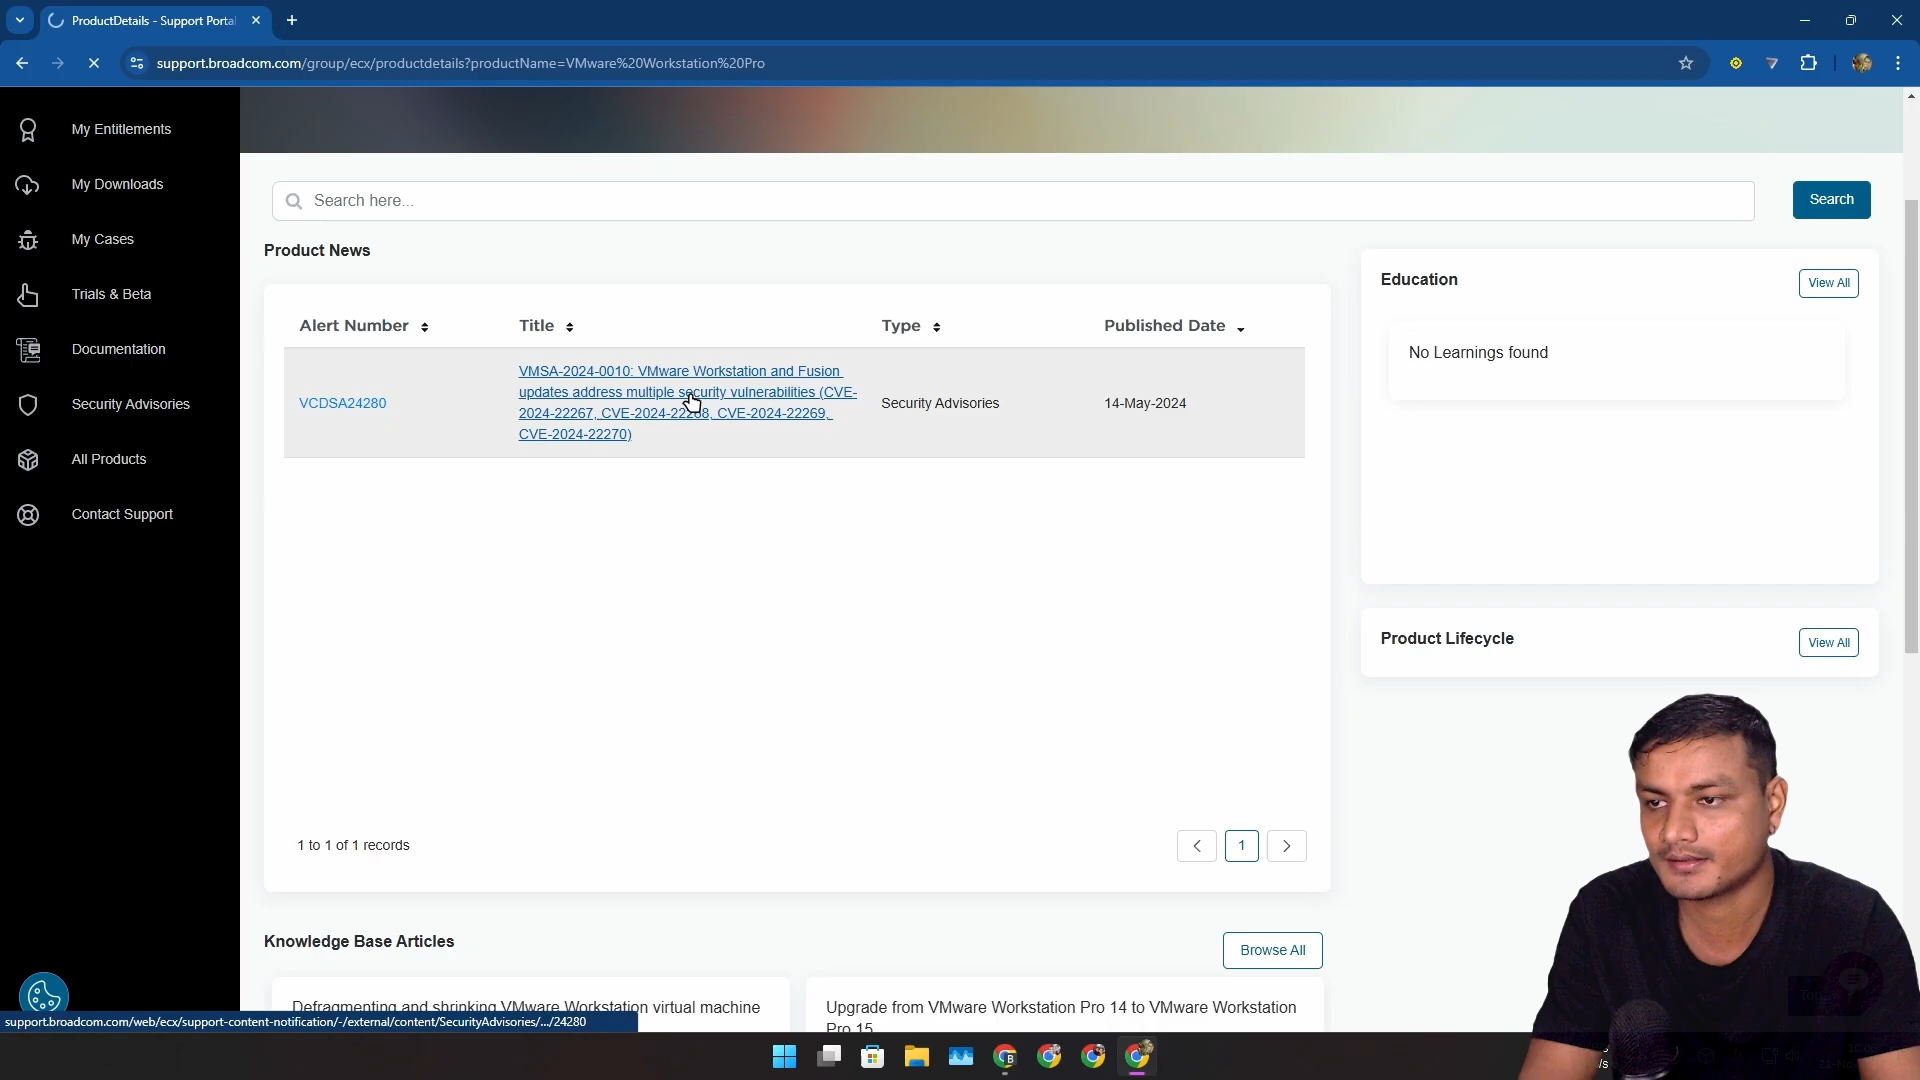 ProductDetails - Support Porta
support.broadcom.com/group/ecx/productdetails?productName=VMware%20Workstation%20Pro
My Entitlements
My Downloads
My Cases
Trials & Beta
Documentation
Security Advisories
All Products
Contact Support
Search here...
Search
Product News
Alert Number
Title
Type
Published Date
VCDSA24280
VMSA-2024-0010: VMware Workstation and Fusion
updates address multiple security vulnerabilities (CVE-
2024-22267, CVE-2024-22268, CVE-2024-22269,
CVE-2024-22270)
Security Advisories
14-May-2024
1 to 1 of 1 records
1
Education
View All
No Learnings found
Product Lifecycle
View All
Knowledge Base Articles
Browse All
Defragmenting and shrinking VMware Workstation virtual machine
Upgrade from VMware Workstation Pro 14 to VMware Workstation
Pro 15
support.broadcom.com/web/ecx/support-content-notification/-/external/content/SecurityAdvisories/.../24280